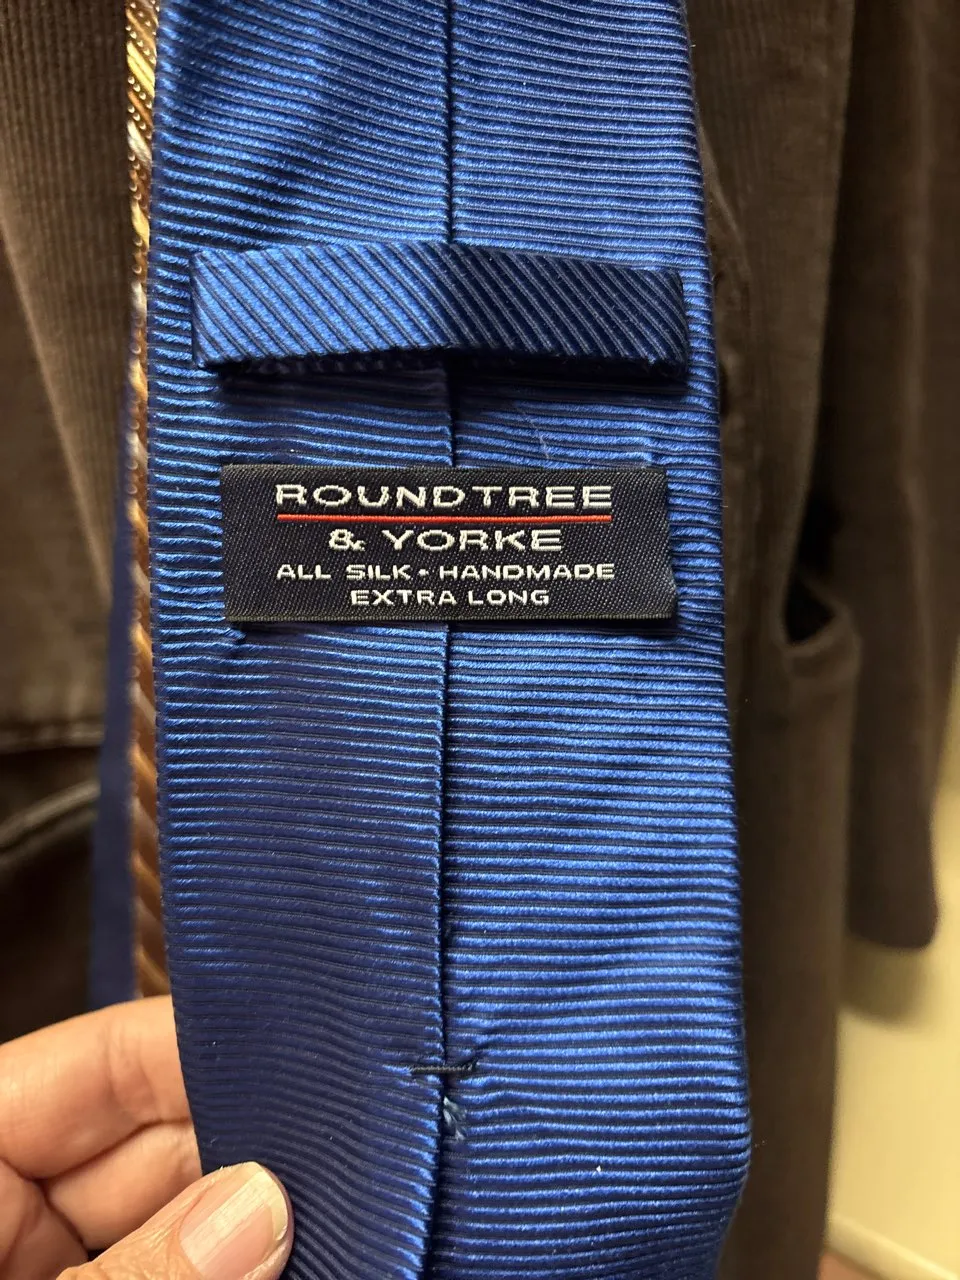 ROUNDTREE
& YORKE
ALL SILK • HANDMADE
EXTRA LONG